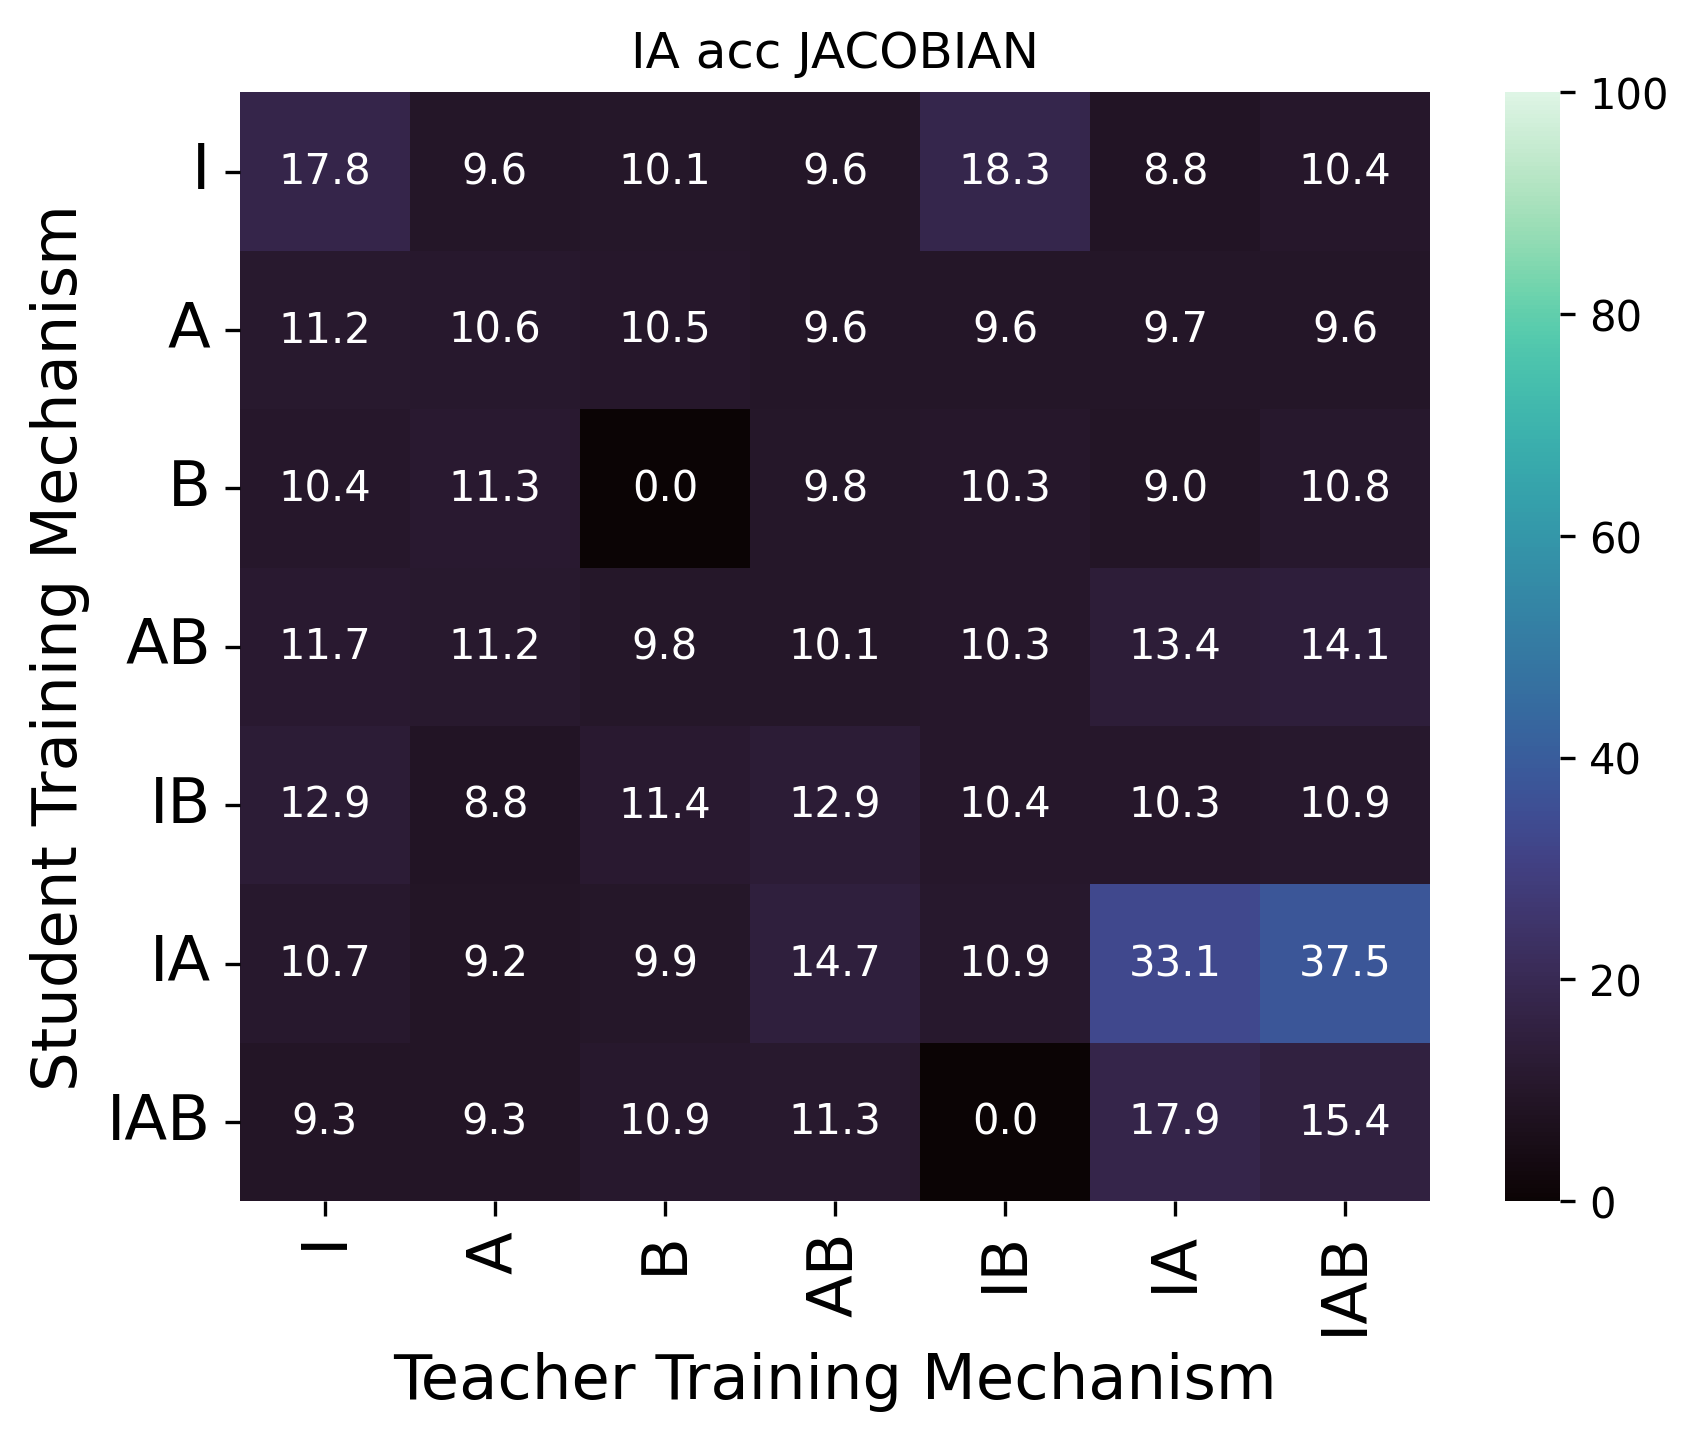 IA acc JACOBIAN
Student Training Mechanism
I 17.8 9.6 10.1 9.6 18.3 8.8 10.4
A 11.2 10.6 10.5 9.6 9.6 9.7 9.6
B 10.4 11.3 0.0 9.8 10.3 9.0 10.8
AB 11.7 11.2 9.8 10.1 10.3 13.4 14.1
IB 12.9 8.8 11.4 12.9 10.4 10.3 10.9
IA 10.7 9.2 9.9 14.7 10.9 33.1 37.5
IAB 9.3 9.3 10.9 11.3 0.0 17.9 15.4
I A B AB IB IA IAB
Teacher Training Mechanism
100
80
60
40
20
0